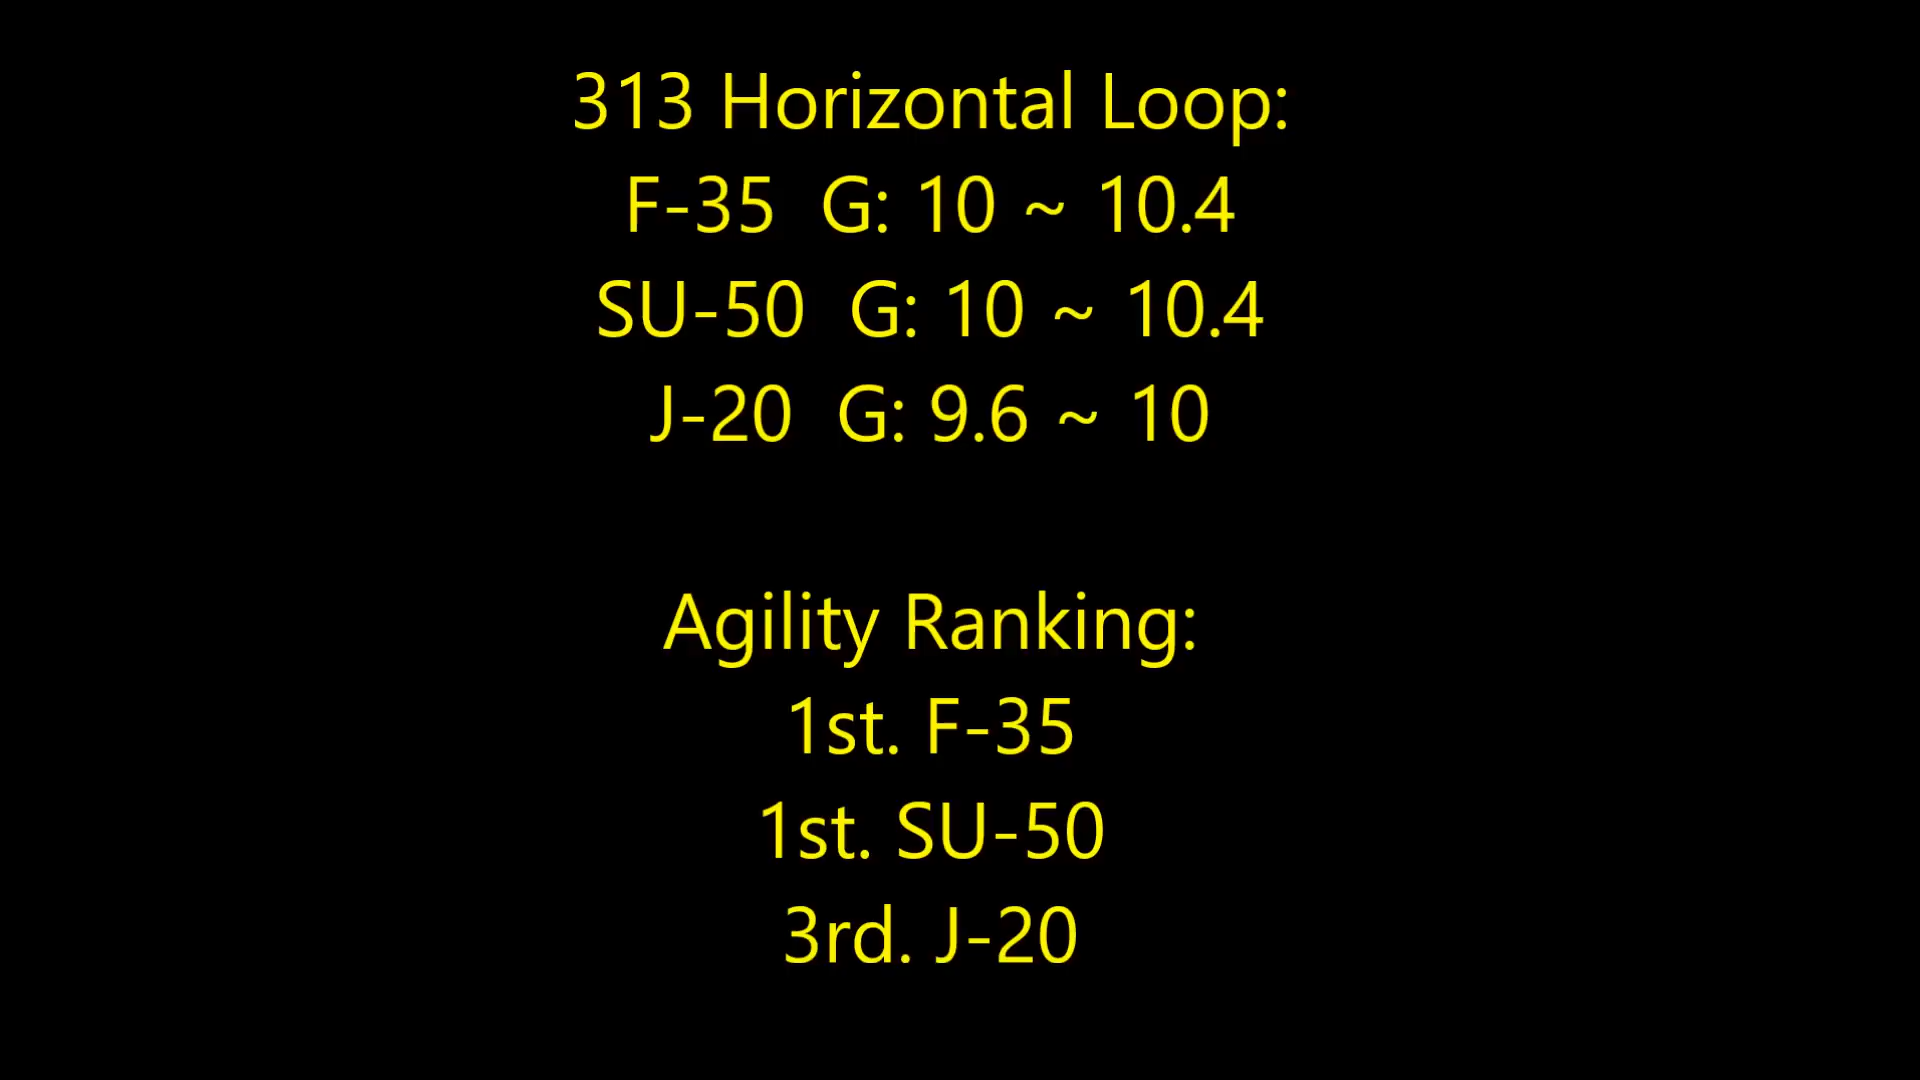 313 Horizontal Loop:
F-35  G: 10 ~ 10.4
SU-50  G: 10 ~ 10.4
J-20  G: 9.6 ~ 10
Agility Ranking:
1st. F-35
1st. SU-50
3rd. J-20